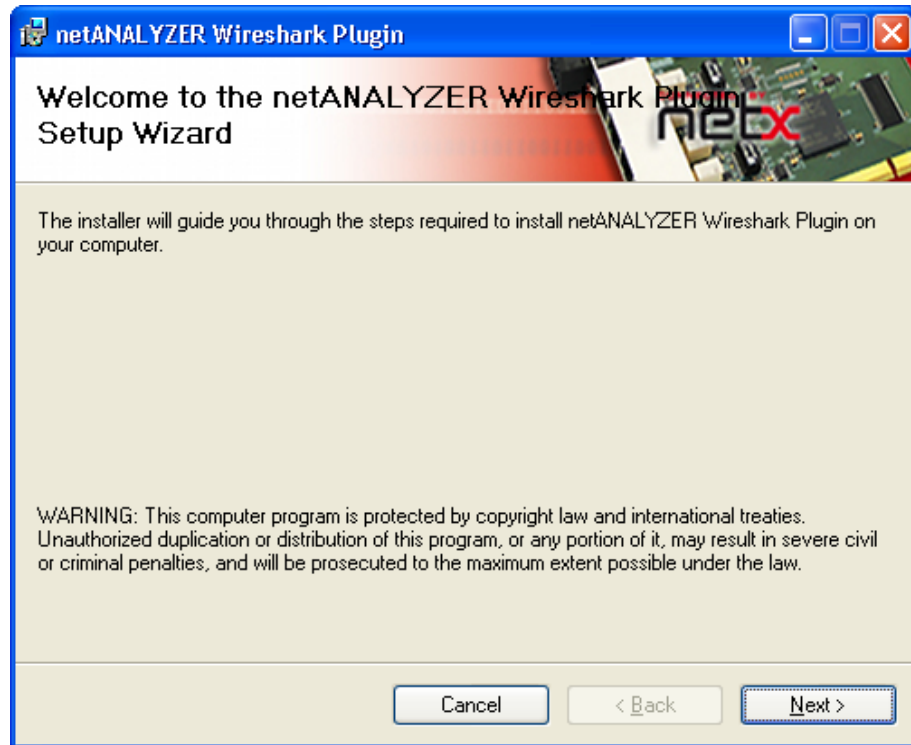 netANALYZER Wireshark Plugin
Welcome to the netANALYZER Wireshark Plugin
Setup Wizard
netx
The installer will guide you through the steps required to install netANALYZER Wireshark Plugin on
your computer.
WARNING: This computer program is protected by copyright law and international treaties.
Unauthorized duplication or distribution of this program, or any portion of it, may result in severe civil
or criminal penalties, and will be prosecuted to the maximum extent possible under the law.
Cancel
< Back
Next >